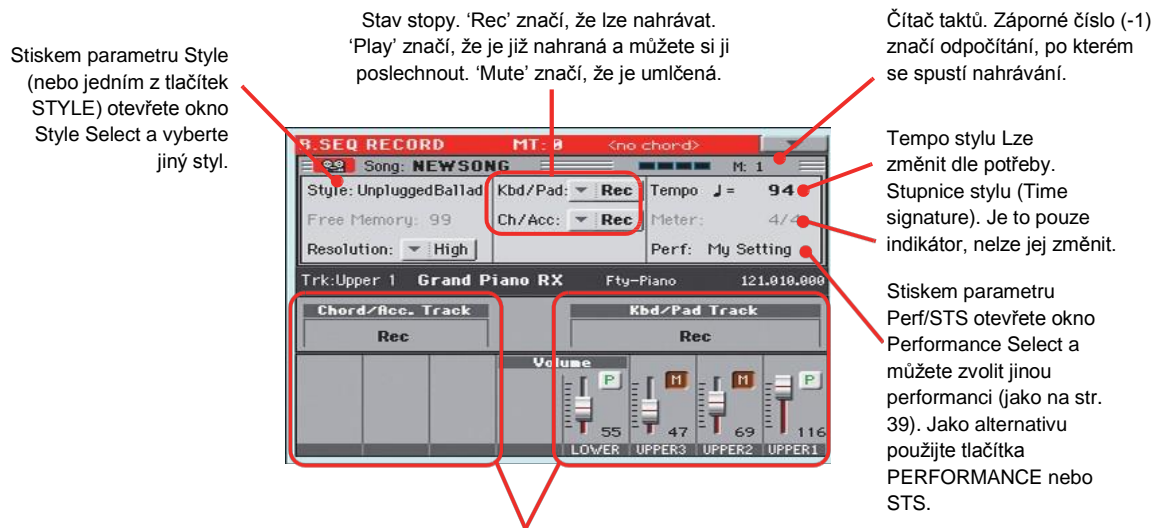 Stiskem parametru Style
(nebo jedním z tlačítek
STYLE) otevřete okno
Style Select a vyberte
jiný styl.
Stav stopy. ‘Rec’ značí, že lze nahrávat.
‘Play’ značí, že je již nahraná a můžete si ji
poslechnout. ‘Mute’ značí, že je umlčená.
Čítač taktů. Záporné číslo (-1)
značí odpočítání, po kterém
se spustí nahrávání.
Tempo stylu Lze
změnit dle potřeby.
Stupnice stylu (Time
signature). Je to pouze
indikátor, nelze jej změnit.
Stiskem parametru
Perf/STS otevřete okno
Performance Select a
můžete zvolit jinou
performanci (jako na str.
39). Jako alternativu
použijte tlačítka
PERFORMANCE nebo
STS.
B.SEQ RECORD MT: 0 <no chord>
Song: NEWSONG M: 1
Style: UnpluggedBallad Kbd/Pad: Rec Tempo ♩ = 94
Free Memory: 99 Ch/Acc: Rec Meter: 4/4
Resolution: High Perf: My Setting
Trk:Upper 1 Grand Piano RX Fty-Piano 121.010.000
Chord/Acc. Track Kbd/Pad Track
Rec Rec
Volume
P M M P
55 47 69 116
LOWER UPPER3 UPPER2 UPPER1